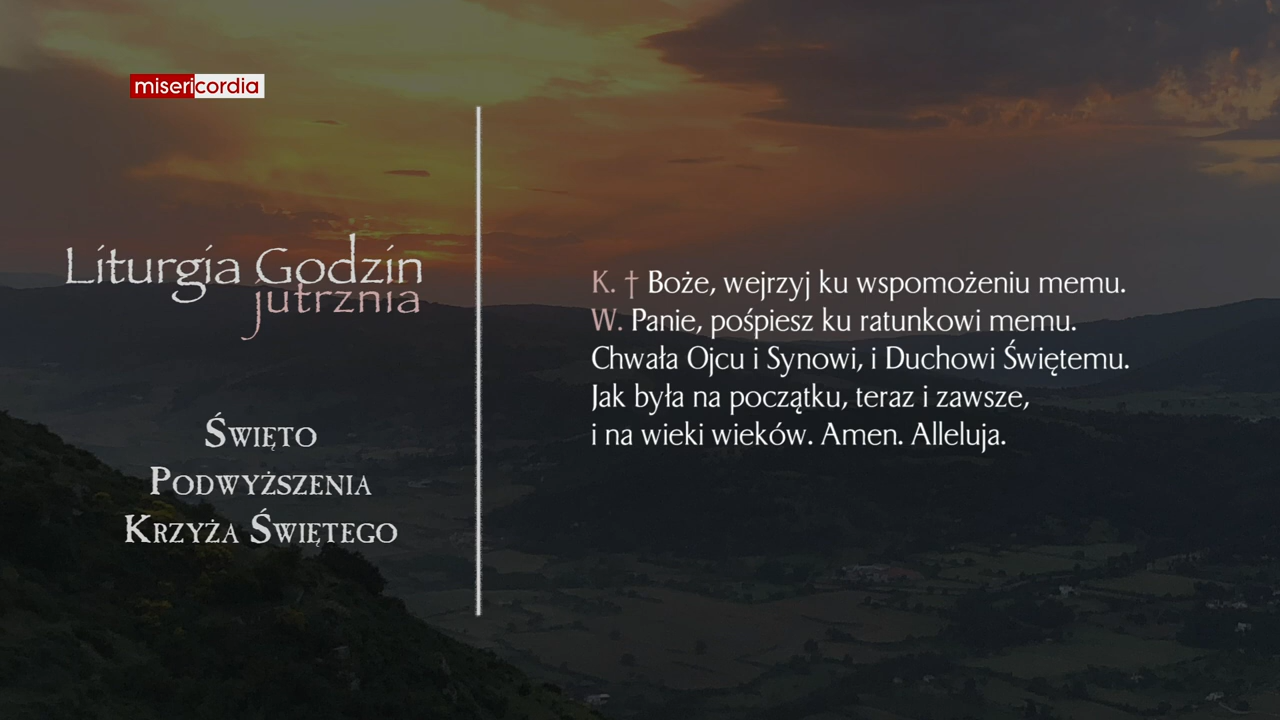 misericordia
Liturgia Godzin
jutrznia
Święto
Podwyższenia
Krzyża Świętego
K. † Boże, wejrzyj ku wspomożeniu memu.
W. Panie, pośpiesz ku ratunkowi memu.
Chwała Ojcu i Synowi, i Duchowi Świętemu.
Jak była na początku, teraz i zawsze,
i na wieki wieków. Amen. Alleluja.